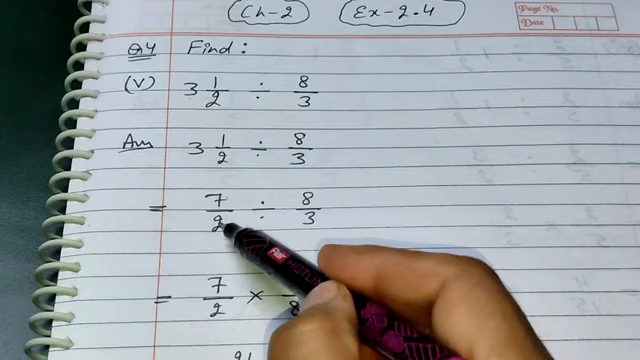 Ch-2 Ex-2.4
Page No.
Date
Q4 Find:
(V) 3 1/2 ÷ 8/3
Ans 3 1/2 ÷ 8/3
= 7/2 ÷ 8/3
= 7/2 ×